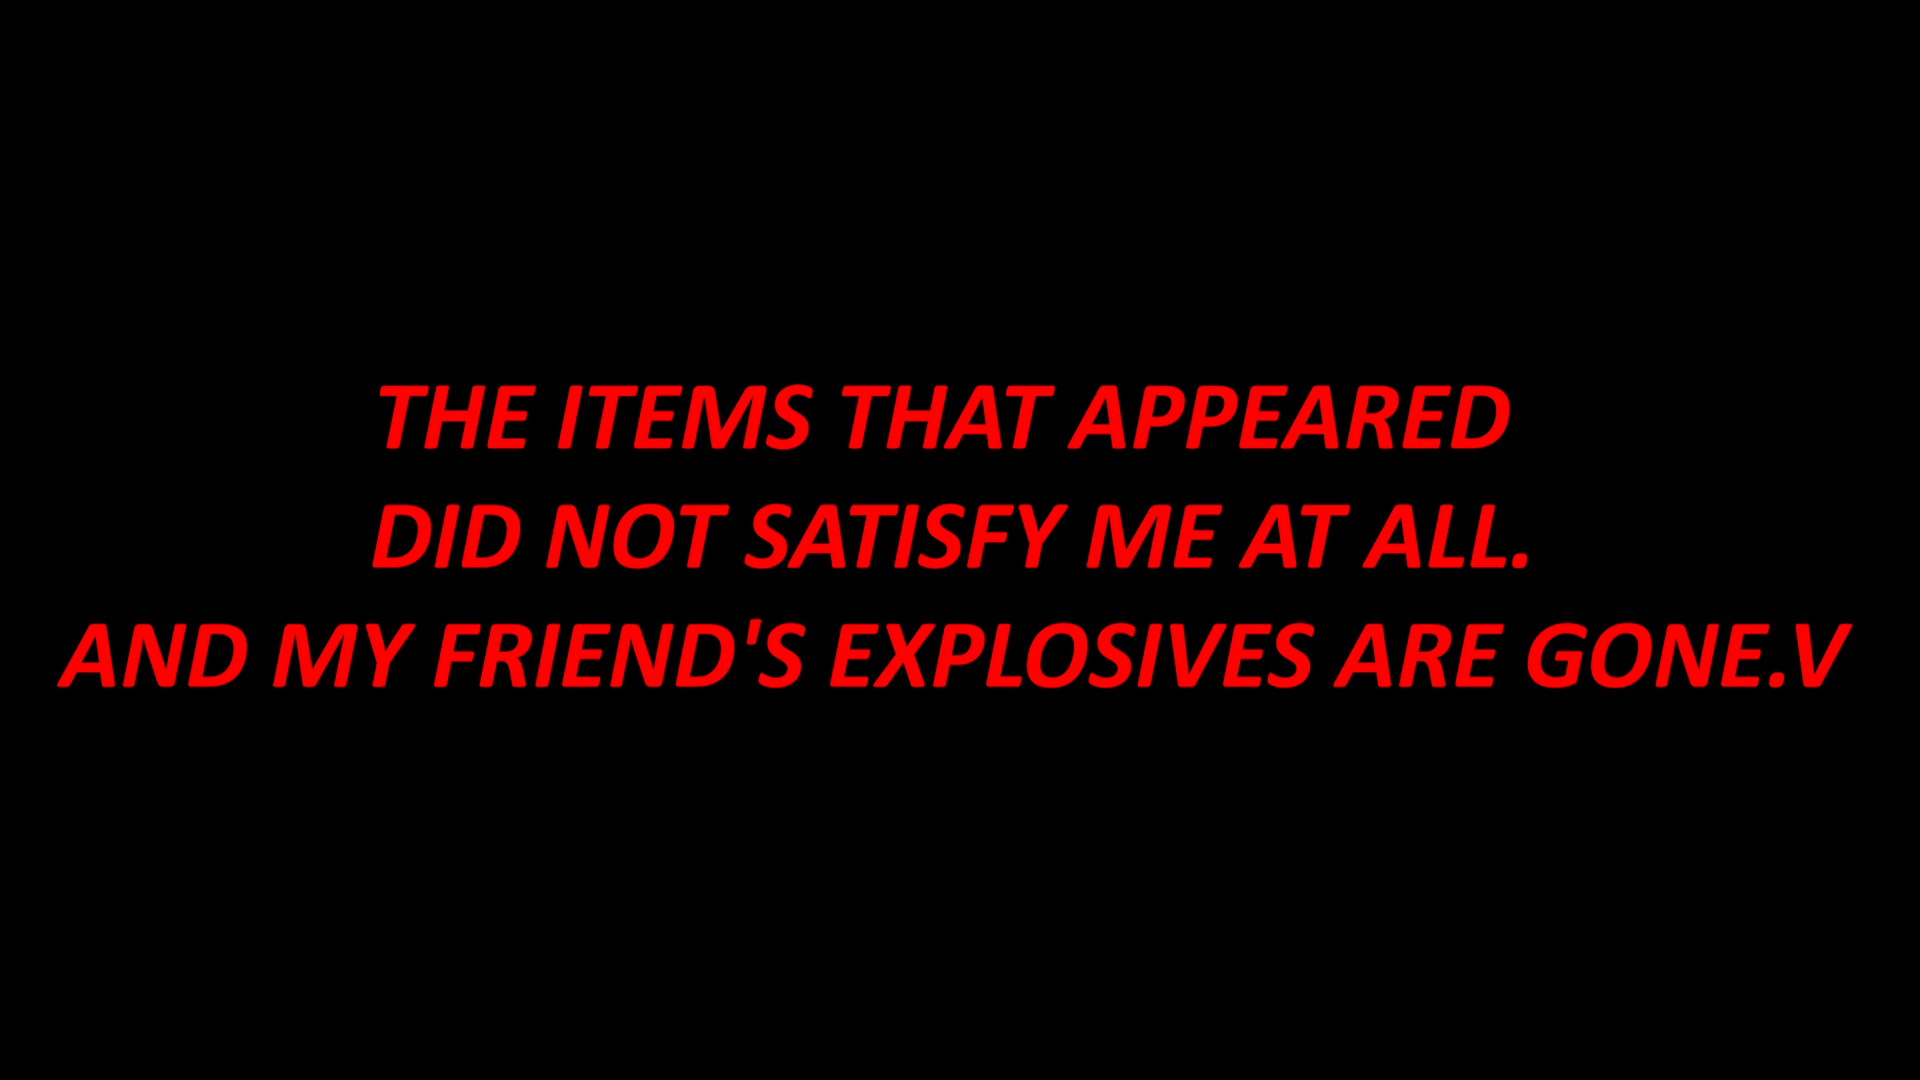 THE ITEMS THAT APPEARED
DID NOT SATISFY ME AT ALL.
AND MY FRIEND'S EXPLOSIVES ARE GONE.V